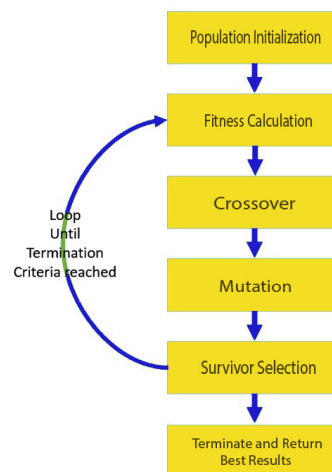 Population Initialization
Fitness Calculation
Crossover
Loop
Until
Termination
Criteria reached
Mutation
Survivor Selection
Terminate and Return
Best Results